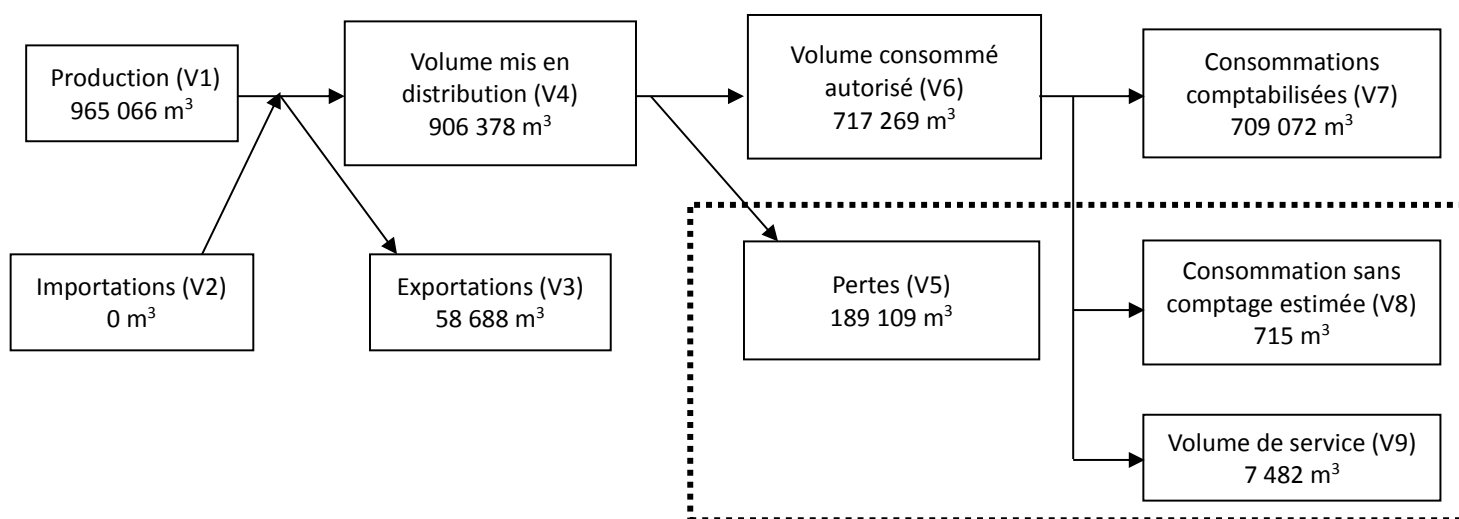 Production (V1)
965 066 m³
Volume mis en
distribution (V4)
906 378 m³
Volume consommé
autorisé (V6)
717 269 m³
Consommations
comptabilisées (V7)
709 072 m³
Importations (V2)
0 m³
Exportations (V3)
58 688 m³
Pertes (V5)
189 109 m³
Consommation sans
comptage estimée (V8)
715 m³
Volume de service (V9)
7 482 m³